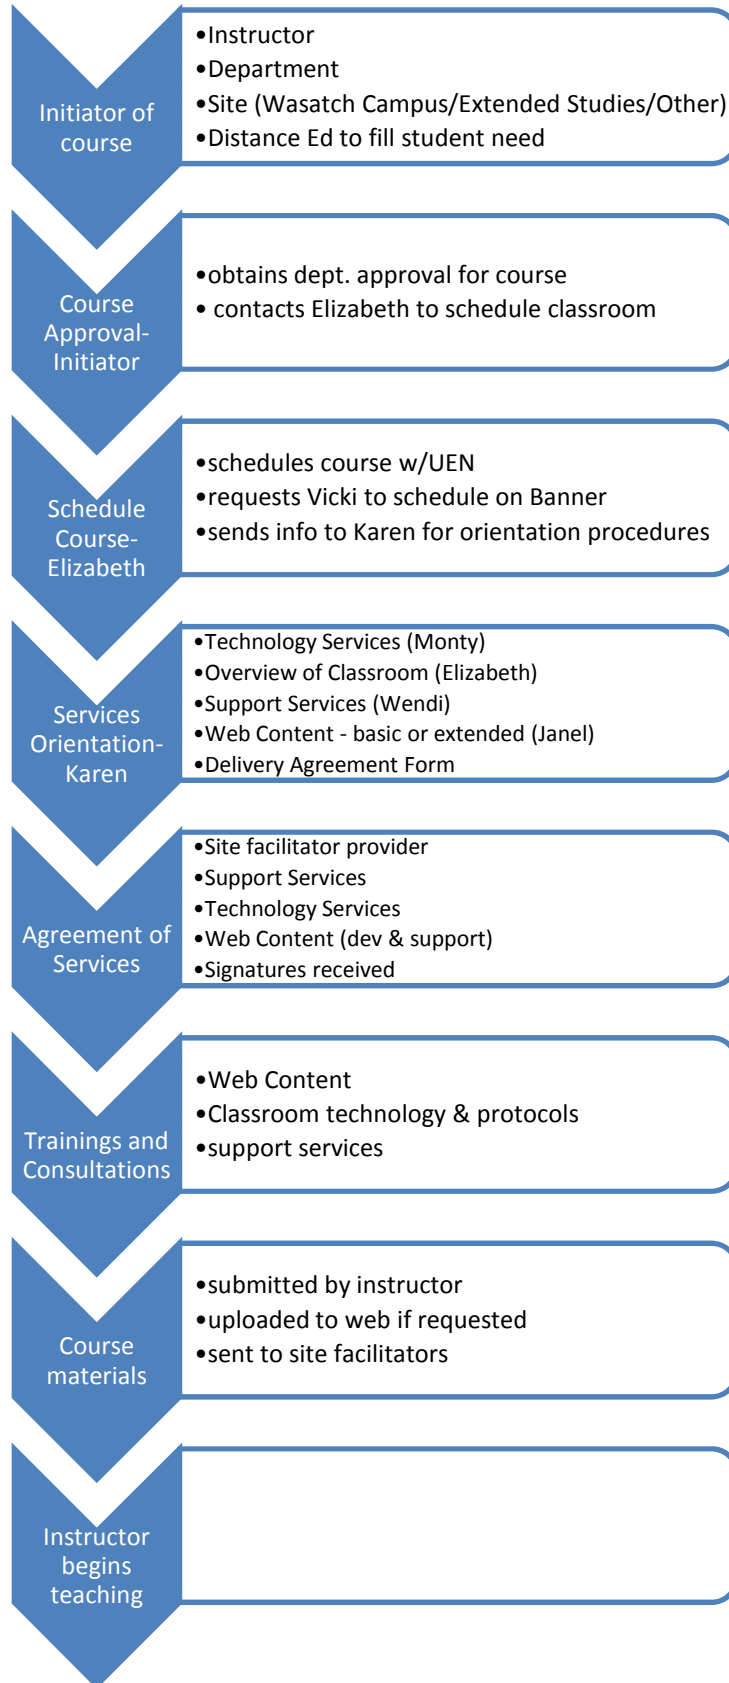 Initiator of
course
•Instructor
•Department
•Site (Wasatch Campus/Extended Studies/Other)
•Distance Ed to fill student need
Course
Approval-
Initiator
•obtains dept. approval for course
• contacts Elizabeth to schedule classroom
Schedule
Course-
Elizabeth
•schedules course w/UEN
•requests Vicki to schedule on Banner
•sends info to Karen for orientation procedures
Services
Orientation-
Karen
•Technology Services (Monty)
•Overview of Classroom (Elizabeth)
•Support Services (Wendi)
•Web Content - basic or extended (Janel)
•Delivery Agreement Form
Agreement of
Services
•Site facilitator provider
•Support Services
•Technology Services
•Web Content (dev & support)
•Signatures received
Trainings and
Consultations
•Web Content
•Classroom technology & protocols
•support services
Course
materials
•submitted by instructor
•uploaded to web if requested
•sent to site facilitators
Instructor
begins
teaching